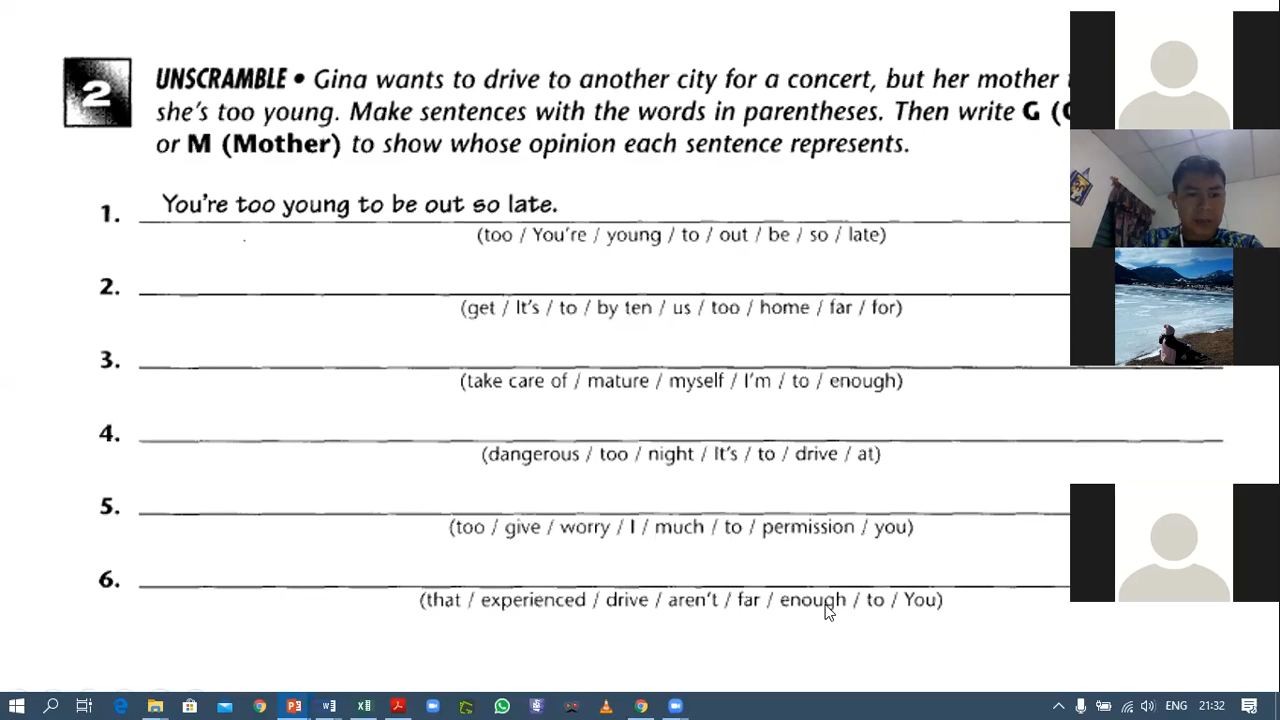 2
UNSCRAMBLE • Gina wants to drive to another city for a concert, but her mother
she's too young. Make sentences with the words in parentheses. Then write G
or M (Mother) to show whose opinion each sentence represents.
1. You're too young to be out so late.
(too / You're / young / to / out / be / so / late)
2.
(get / It's / to / by ten / us / too / home / far / for)
3.
(take care of / mature / myself / I'm / to / enough)
4.
(dangerous / too / night / It's / to / drive / at)
5.
(too / give / worry / I / much / to / permission / you)
6.
(that / experienced / drive / aren't / far / enough / to / You)
ENG 21:32